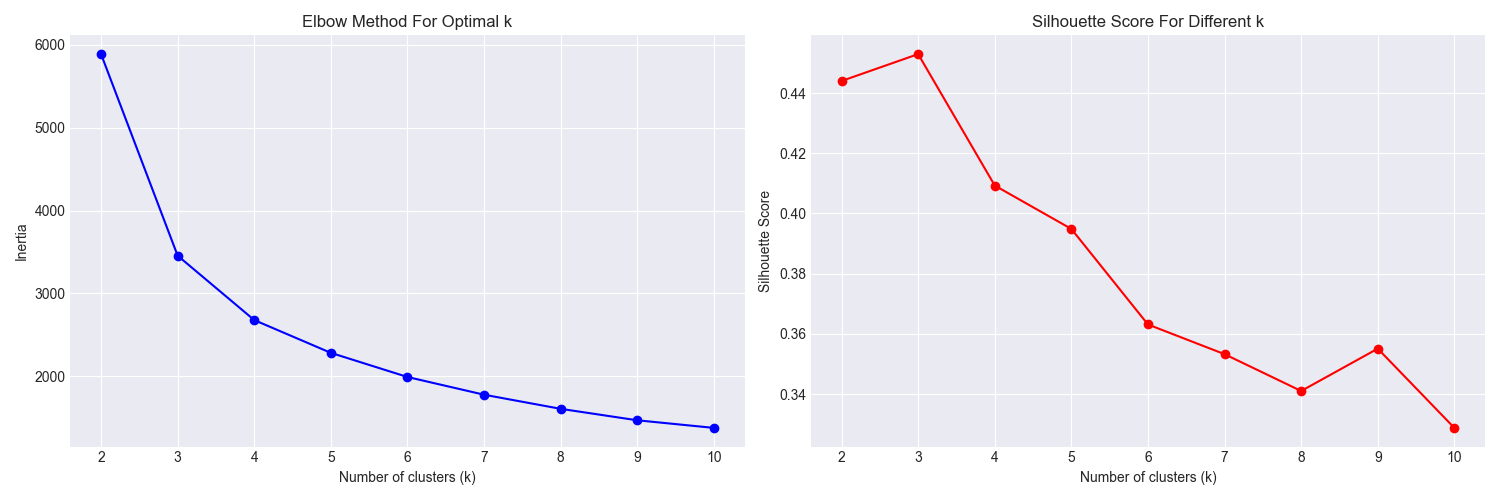 Elbow Method For Optimal k
6000
5000
4000
3000
2000
Inertia
2 3 4 5 6 7 8 9 10
Number of clusters (k)
Silhouette Score For Different k
0.44
0.42
0.40
0.38
0.36
0.34
Silhouette Score
2 3 4 5 6 7 8 9 10
Number of clusters (k)